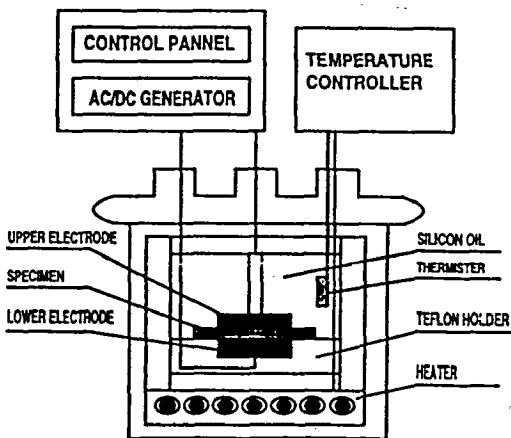 CONTROL PANNEL
AC/DC GENERATOR
TEMPERATURE
CONTROLLER
UPPER ELECTRODE
SPECIMEN
LOWER ELECTRODE
SILICON OIL
THERMISTER
TEFLON HOLDER
HEATER